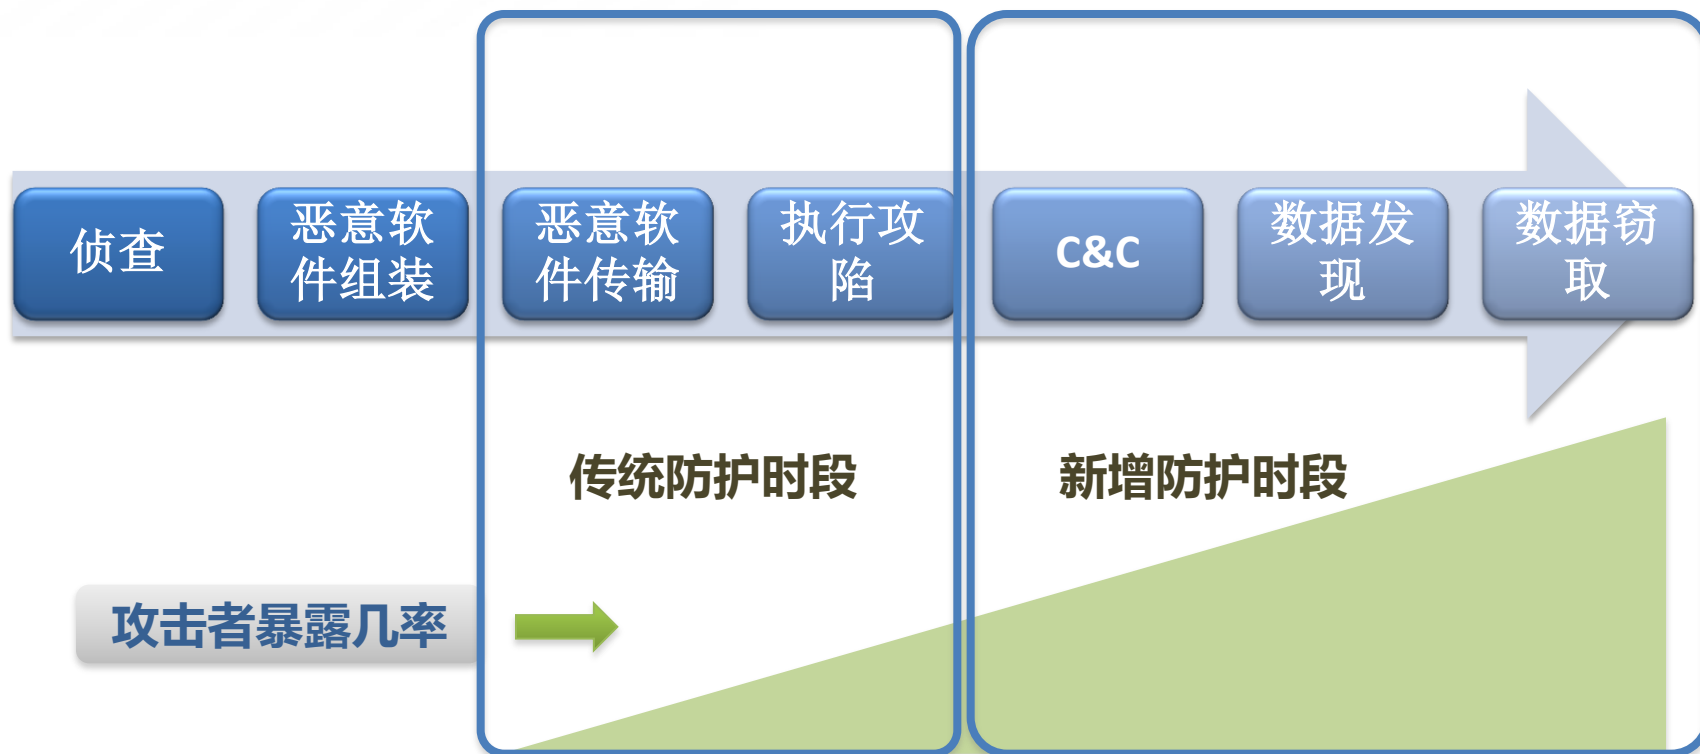 侦查
恶意软
件组装
恶意软
件传输
执行攻
陷
C&C
数据发
现
数据窃
取
传统防护时段
新增防护时段
攻击者暴露几率